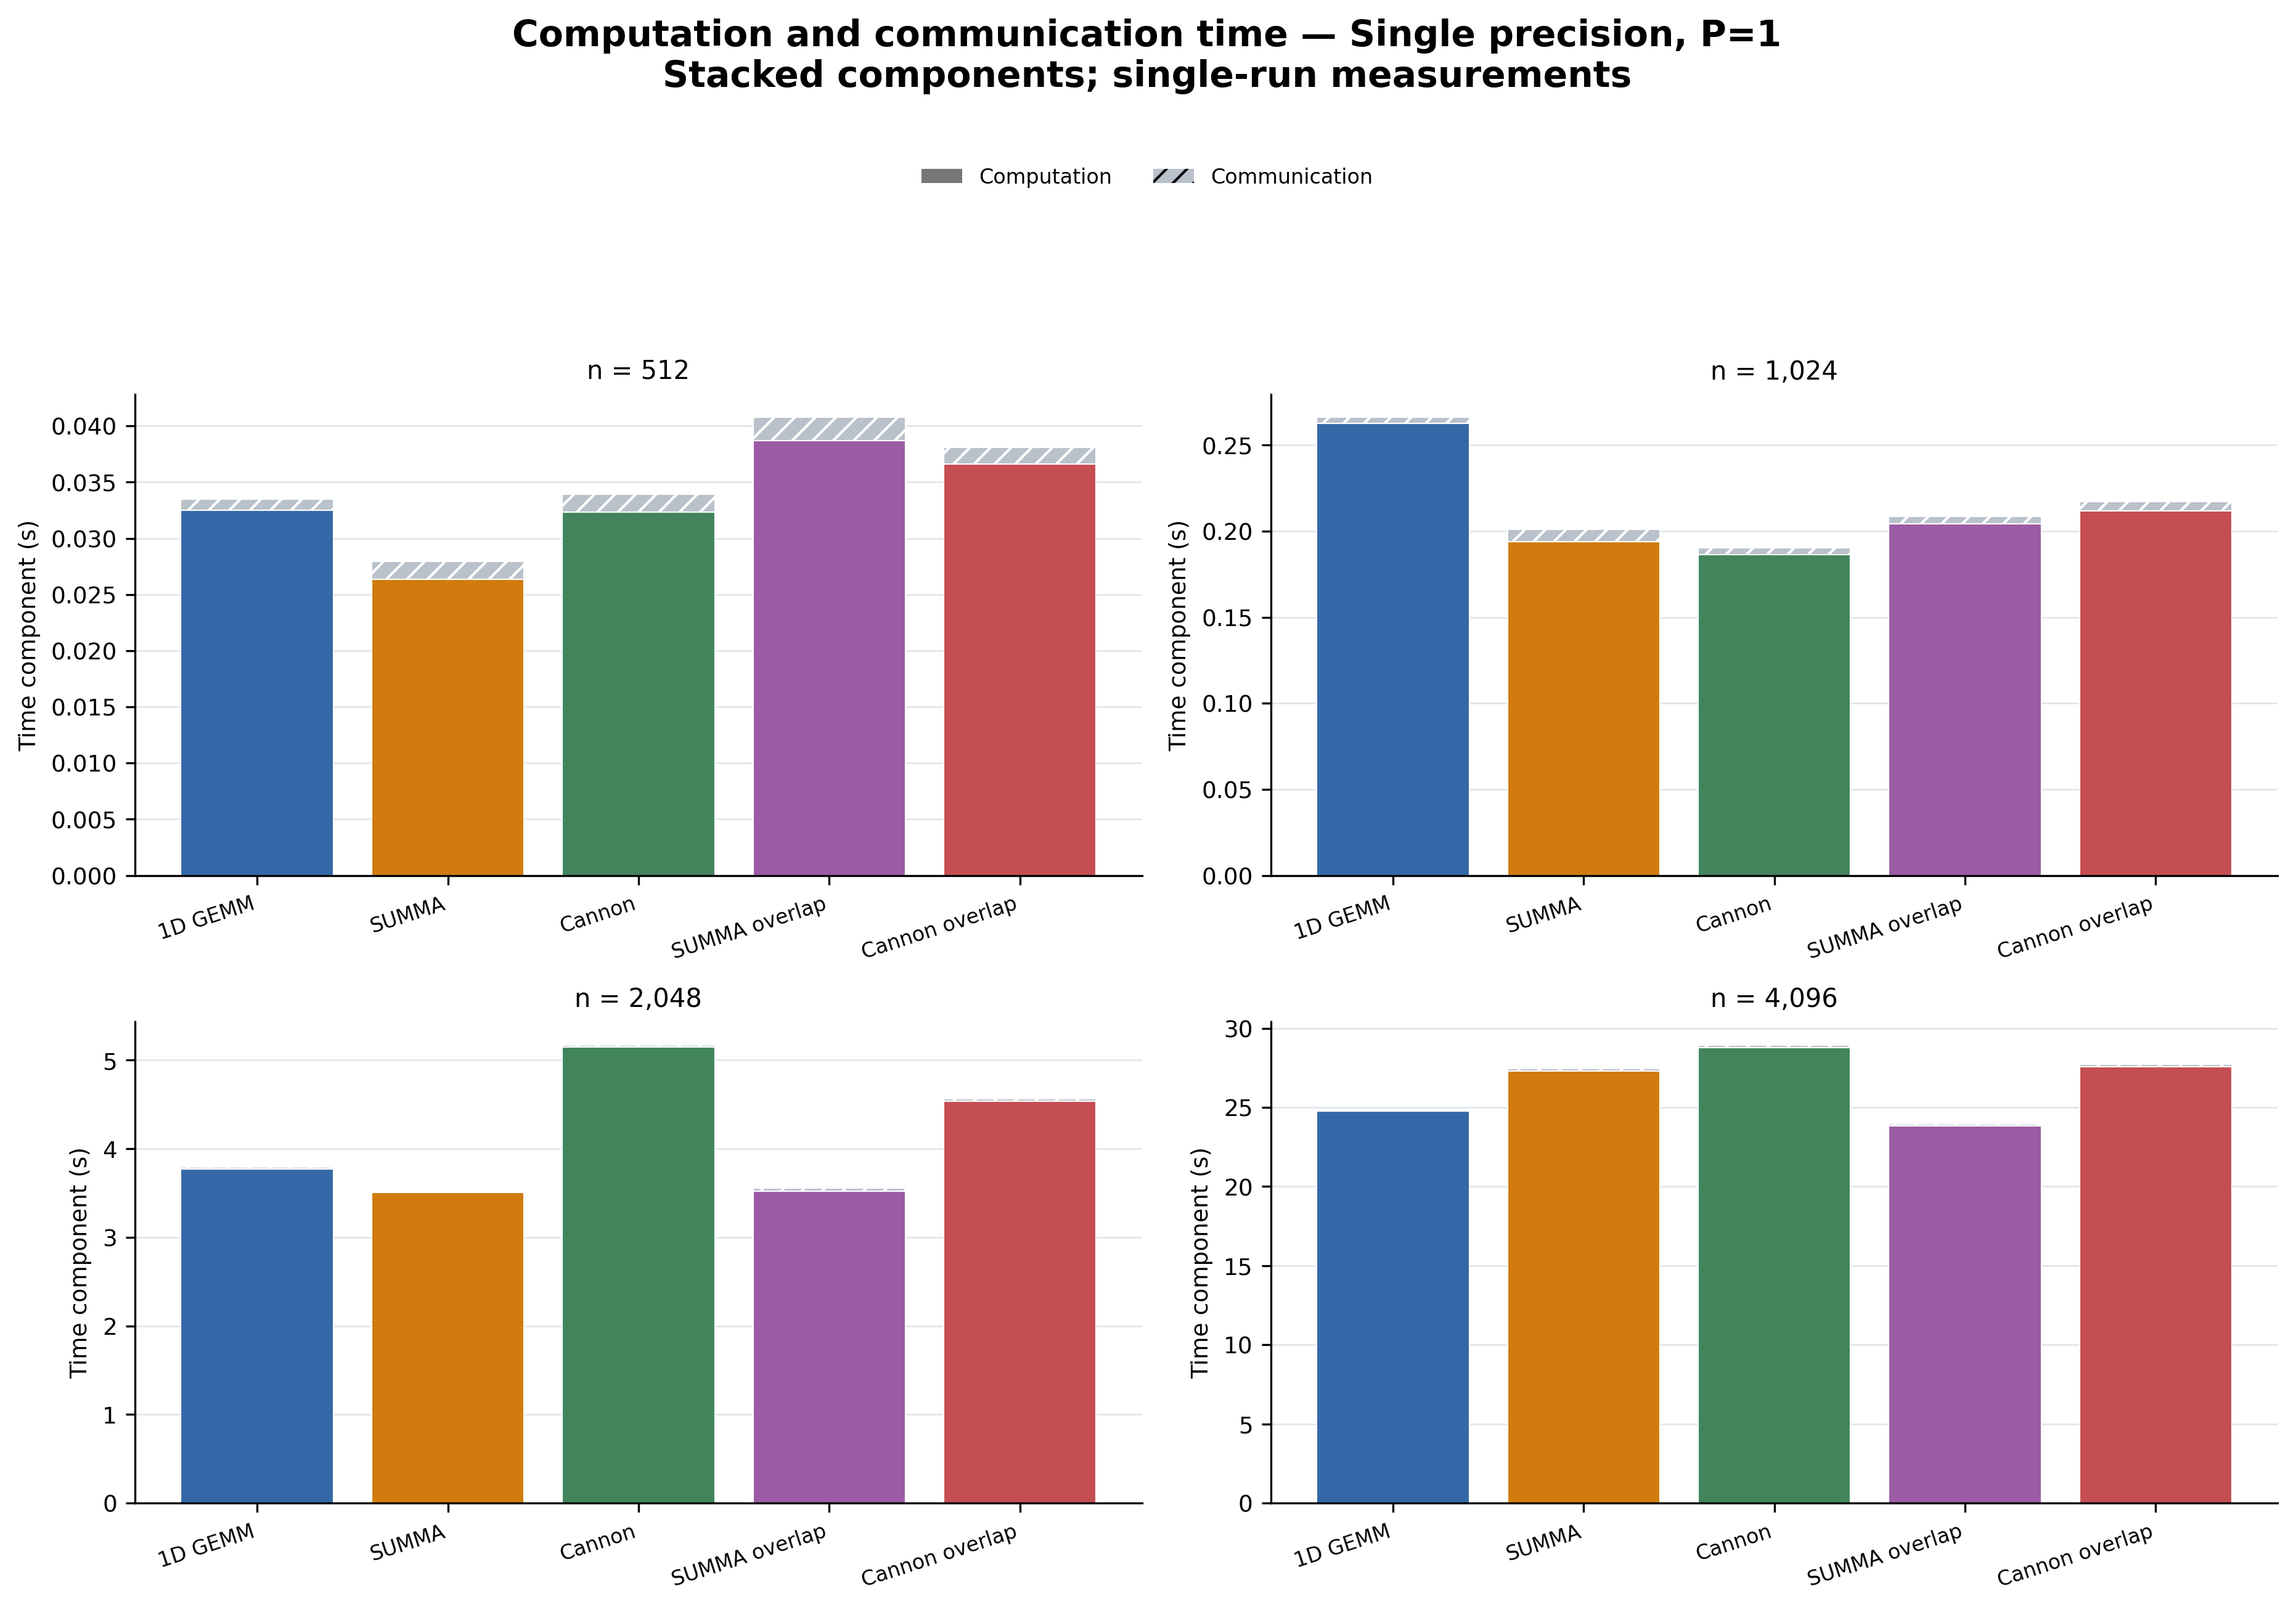 Computation and communication time — Single precision, P=1
Stacked components; single-run measurements
Computation
Communication
n = 512
Time component (s)
0.040
0.035
0.030
0.025
0.020
0.015
0.010
0.005
0.000
1D GEMM
SUMMA
Cannon
SUMMA overlap
Cannon overlap
n = 1,024
Time component (s)
0.25
0.20
0.15
0.10
0.05
0.00
1D GEMM
SUMMA
Cannon
SUMMA overlap
Cannon overlap
n = 2,048
Time component (s)
5
4
3
2
1
0
1D GEMM
SUMMA
Cannon
SUMMA overlap
Cannon overlap
n = 4,096
Time component (s)
30
25
20
15
10
5
0
1D GEMM
SUMMA
Cannon
SUMMA overlap
Cannon overlap